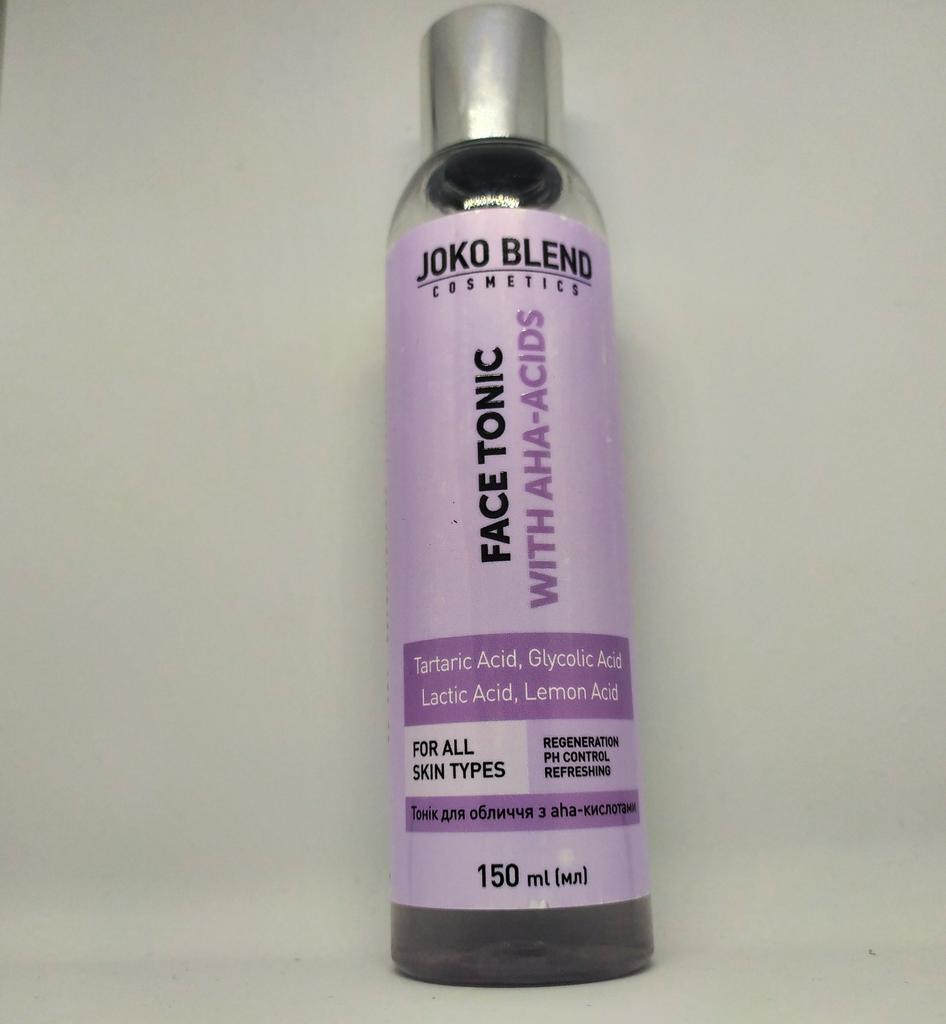 JOKO BLEND
COSMETICS
FACE TONIC
WITH AHA-ACIDS
Tartaric Acid, Glycolic Acid
Lactic Acid, Lemon Acid
FOR ALL
SKIN TYPES
REGENERATION
PH CONTROL
REFRESHING
Тонік для обличчя з aha-кислотами
150 ml (мл)